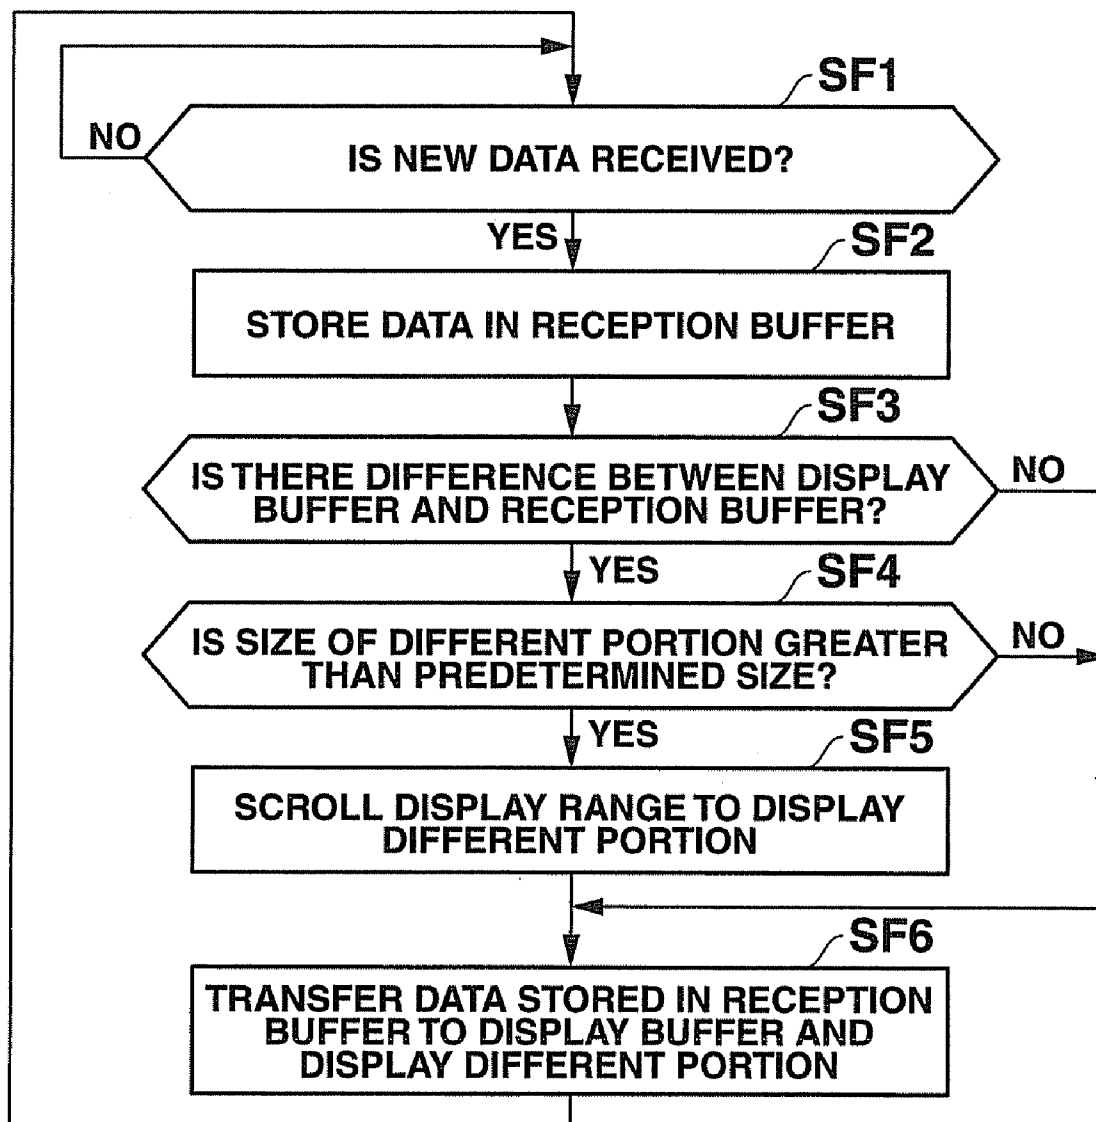 SF1
NO
IS NEW DATA RECEIVED?
YES
SF2
STORE DATA IN RECEPTION BUFFER
SF3
IS THERE DIFFERENCE BETWEEN DISPLAY
BUFFER AND RECEPTION BUFFER?
NO
YES
SF4
IS SIZE OF DIFFERENT PORTION GREATER
THAN PREDETERMINED SIZE?
NO
YES
SF5
SCROLL DISPLAY RANGE TO DISPLAY
DIFFERENT PORTION
SF6
TRANSFER DATA STORED IN RECEPTION
BUFFER TO DISPLAY BUFFER AND
DISPLAY DIFFERENT PORTION